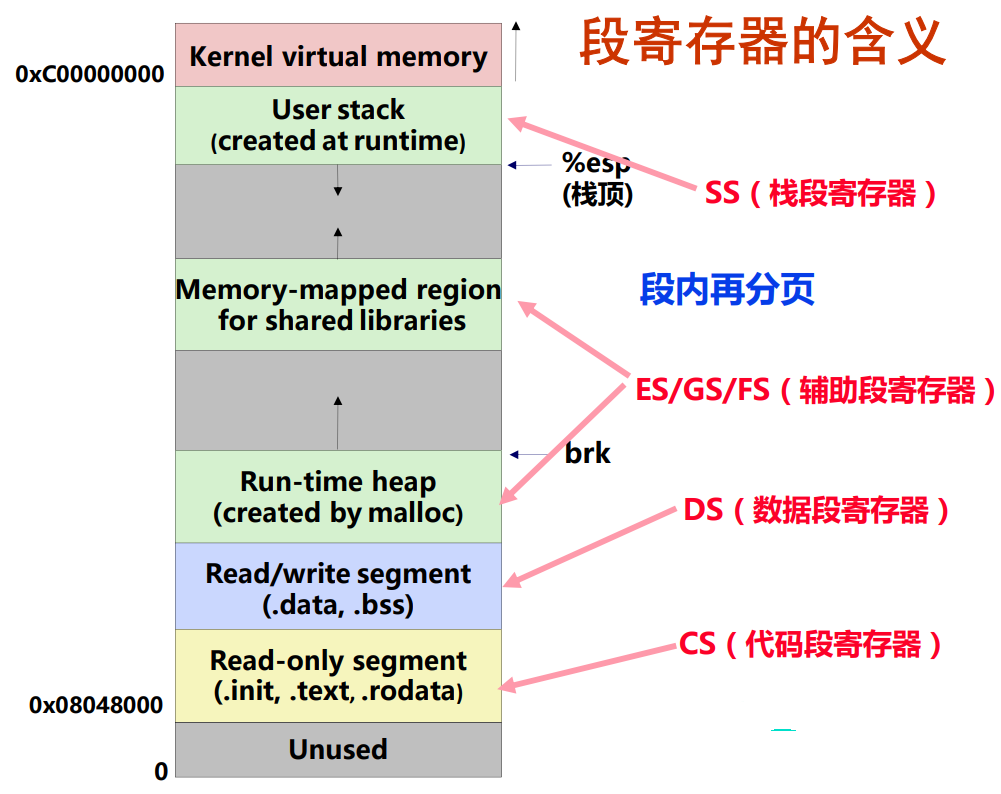 段寄存器的含义
Kernel virtual memory
0xC00000000
User stack
(created at runtime)
%esp
(栈顶)
SS（栈段寄存器）
Memory-mapped region
for shared libraries
段内再分页
ES/GS/FS（辅助段寄存器）
brk
Run-time heap
(created by malloc)
DS（数据段寄存器）
Read/write segment
(.data, .bss)
CS（代码段寄存器）
Read-only segment
(.init, .text, .rodata)
0x08048000
Unused
0